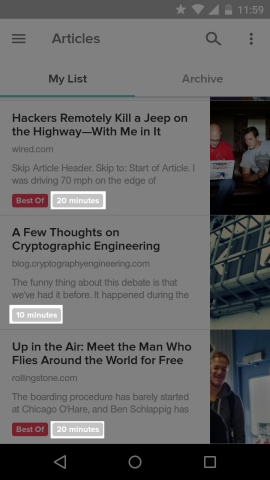 11:59
Articles
My List
Archive
Hackers Remotely Kill a Jeep on
the Highway—With Me in It
wired.com
Skip Article Header. Skip to: Start of Article. I
was driving 70 mph on the edge of
Best Of 20 minutes
A Few Thoughts on
Cryptographic Engineering
blog.cryptographyengineering.com
The funny thing about this debate is that
we've had it before. It happened during the
10 minutes
Up in the Air: Meet the Man Who
Flies Around the World for Free
rollingstone.com
The boarding procedure has barely started
at Chicago O'Hare, and Ben Schlappig has
Best Of 20 minutes